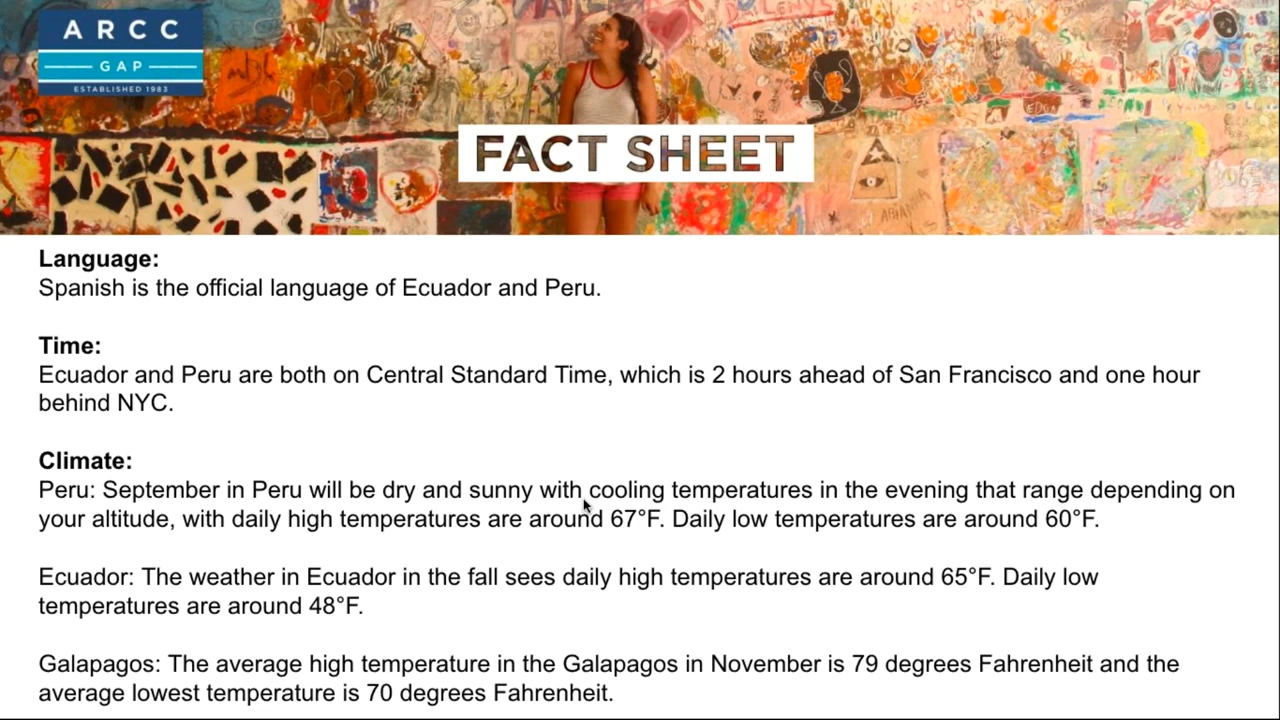 ARCC
GAP
ESTABLISHED 1983
FACT SHEET
Language:
Spanish is the official language of Ecuador and Peru.
Time:
Ecuador and Peru are both on Central Standard Time, which is 2 hours ahead of San Francisco and one hour
behind NYC.
Climate:
Peru: September in Peru will be dry and sunny with cooling temperatures in the evening that range depending on
your altitude, with daily high temperatures are around 67°F. Daily low temperatures are around 60°F.
Ecuador: The weather in Ecuador in the fall sees daily high temperatures are around 65°F. Daily low
temperatures are around 48°F.
Galapagos: The average high temperature in the Galapagos in November is 79 degrees Fahrenheit and the
average lowest temperature is 70 degrees Fahrenheit.